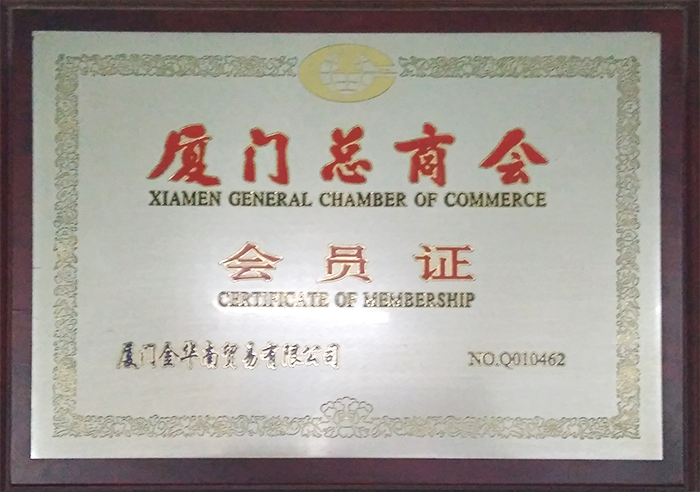 厦门总商会
XIAMEN GENERAL CHAMBER OF COMMERCE
会员证
CERTIFICATE OF MEMBERSHIP
厦门金华南贸易有限公司
NO.Q010462